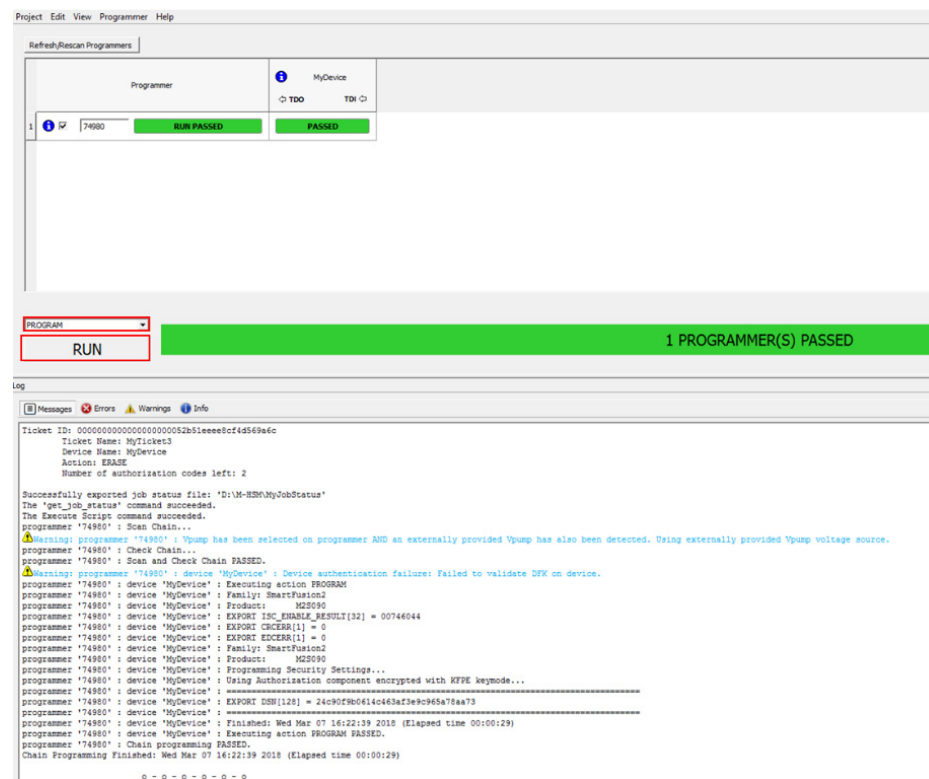 Project Edit View Programmer Help
Refresh/Rescan Programmers
Programmer
MyDevice
TDO TDI
1 74980 RUN PASSED PASSED
PROGRAM
RUN
1 PROGRAMMER(S) PASSED
Log
Messages Errors Warnings Info
Ticket ID: 00000000000000000052b51eeee8cf4d569a6c
Ticket Name: MyTicket3
Device Name: MyDevice
Action: ERASE
Number of authorization codes left: 2
Successfully exported job status file: 'D:\M-HSM\MyJobStatus'
The 'get_job_status' command succeeded.
The Execute Script command succeeded.
programmer '74980' : Scan Chain...
Warning: programmer '74980' : Vpump has been selected on programmer AND an externally provided Vpump has also been detected. Using externally provided Vpump voltage source.
programmer '74980' : Check Chain...
programmer '74980' : Scan and Check Chain PASSED.
Warning: programmer '74980' : device 'MyDevice' : Device authentication failure: Failed to validate DFK on device.
programmer '74980' : device 'MyDevice' : Executing action PROGRAM
programmer '74980' : device 'MyDevice' : Family: SmartFusion2
programmer '74980' : device 'MyDevice' : Product: M2S090
programmer '74980' : device 'MyDevice' : EXPORT ISC_ENABLE_RESULT[32] = 00746044
programmer '74980' : device 'MyDevice' : EXPORT CRCERR[1] = 0
programmer '74980' : device 'MyDevice' : EXPORT EDCERR[1] = 0
programmer '74980' : device 'MyDevice' : Family: SmartFusion2
programmer '74980' : device 'MyDevice' : Product: M2S090
programmer '74980' : device 'MyDevice' : Programming Security Settings...
programmer '74980' : device 'MyDevice' : Using Authorization component encrypted with KFPE keymode...
programmer '74980' : device 'MyDevice' : ==================================================================================
programmer '74980' : device 'MyDevice' : EXPORT DSN[128] = 24c90f9b0614c463af3e9c965a78aa73
programmer '74980' : device 'MyDevice' : ==================================================================================
programmer '74980' : device 'MyDevice' : Finished: Wed Mar 07 16:22:39 2018 (Elapsed time 00:00:29)
programmer '74980' : device 'MyDevice' : Executing action PROGRAM PASSED.
programmer '74980' : Chain programming PASSED.
Chain Programming Finished: Wed Mar 07 16:22:39 2018 (Elapsed time 00:00:29)
o - o - o - o - o - o